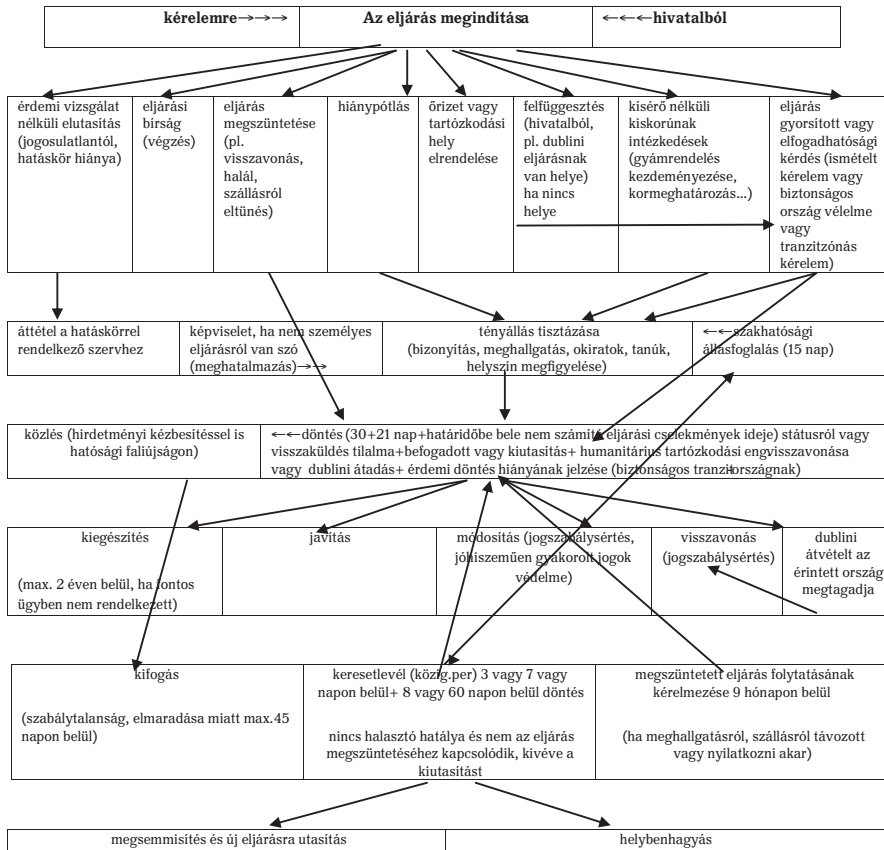 kérelemre→→→
Az eljárás megindítása
←←←hivatalból
érdemi vizsgálat
nélküli elutasítás
(jogosulatlantól,
hatáskör hiánya)
eljárási
bírság
(végzés)
eljárás
megszüntetése
(pl.
visszavonás,
halál,
szállásról
eltünés)
hiánypótlás
őrizet vagy
tartózkodási
hely
elrendelése
felfüggesztés
(hivatalból,
pl. dublini
eljárásnak
van helye)
ha nincs
helye
kísérő nélküli
kiskorúnak
intézkedések
(gyámrendelés
kezdeményezése,
kormeghatározás...)
eljárás
gyorsított vagy
elfogadhatósági
kérdés (ismételt
kérelem vagy
biztonságos
ország vélelme
vagy
tranzitzónás
kérelem)
áttétel a hatáskörrel
rendelkező szervhez
képviselet, ha nem személyes
eljárásról van szó
(meghatalmazás)→→
tényállás tisztázása
(bizonyítás, meghallgatás, okiratok, tanúk,
helyszín megfigyelése)
←←szakhatósági
állásfoglalás (15 nap)
közlés (hirdetményi kézbesítéssel is
hatósági faliújságon)
←←döntés (30+21 nap+határidőbe bele nem számító eljárási cselekmények ideje) státusról vagy
visszaküldés tilalma+befogadott vagy kiutasítás+ humanitárius tartózkodási engvisszavonása
vagy dublini átadás+ érdemi döntés hiányának jelzése (biztonságos tranzitországnak)
kiegészítés
(max. 2 éven belül, ha fontos
ügyben nem rendelkezett)
javítás
módosítás (jogszabálysértés,
jóhiszeműen gyakorolt jogok
védelme)
visszavonás
(jogszabálysértés)
dublini
átvételt az
érintett ország
megtagadja
kifogás
(szabálytalanság, elmaradása miatt max.45
napon belül)
keresetlevél (közig.per) 3 vagy 7 vagy
napon belül+ 8 vagy 60 napon belül döntés
nincs halasztó hatálya és nem az eljárás
megszüntetéséhez kapcsolódik, kivéve a
kiutasítást
megszüntetett eljárás folytatásának
kérelmezése 9 hónapon belül
(ha meghallgatásról, szállásról távozott
vagy nyilatkozni akar)
megsemmisítés és új eljárásra utasítás
helybenhagyás